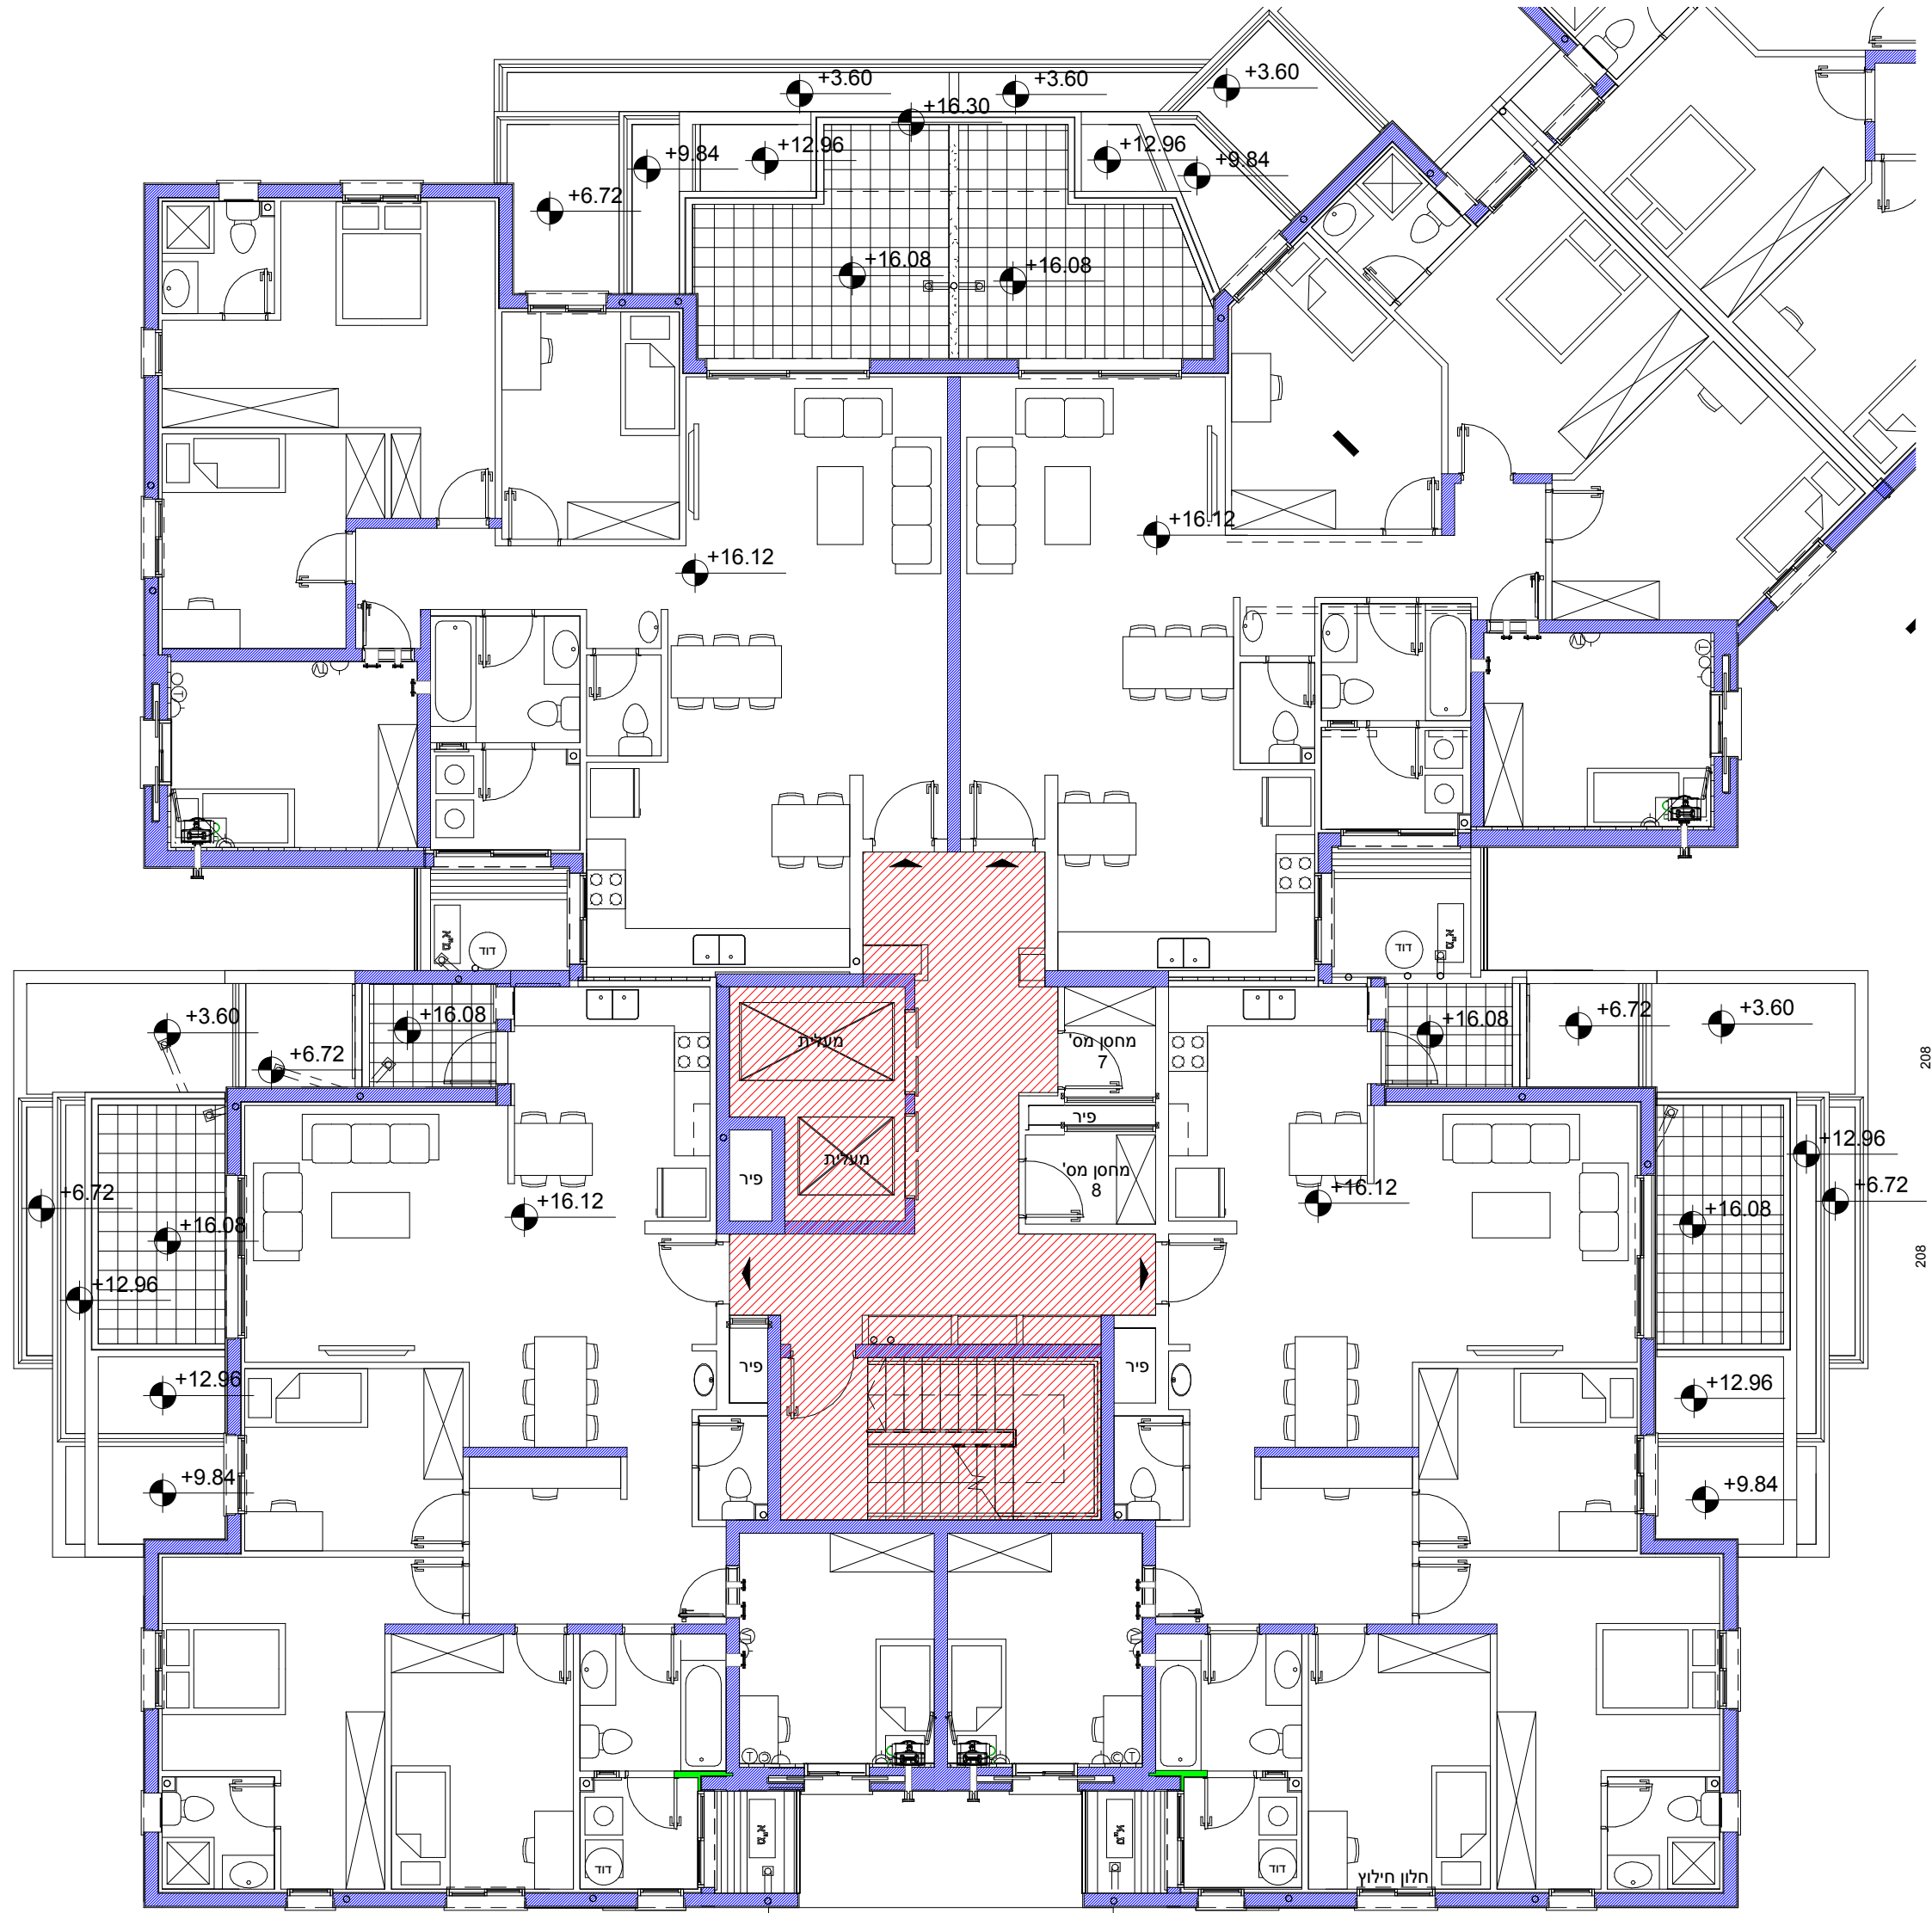 +3.60
+3.60
+3.60
+16.30
+9.84
+12.96
+12.96
+9.84
+6.72
+16.08
+16.08
+16.12
+16.12
דוד
מ"א
דוד
מ"א
+3.60
+16.08
+6.72
+16.08
+6.72
+3.60
מעלית
מחסן מס'
7
פיר
208
+6.72
+16.08
+12.96
+16.12
פיר
מעלית
מחסן מס'
8
+16.12
+16.08
+12.96
+6.72
208
+12.96
פיר
פיר
+12.96
+9.84
+9.84
מ"א
מ"א
דוד
דוד
חלון חילוץ